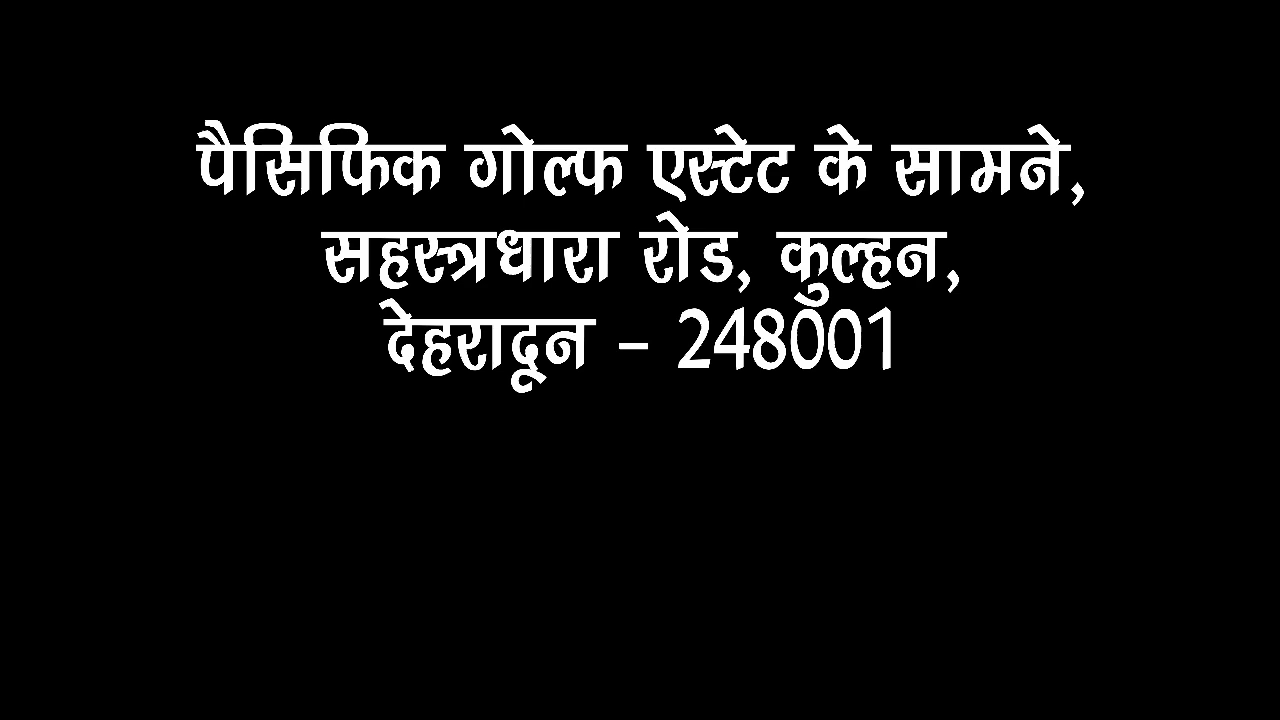 पैसिफिक गोल्फ एस्टेट के सामने,
सहस्त्रधारा रोड, कुल्हन,
देहरादून - 248001